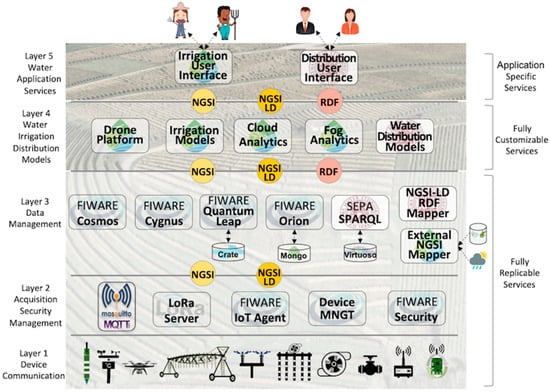 Layer 5
Water
Application
Services
Irrigation
User
Interface
Distribution
User
Interface
Application
Specific
Services
NGSI
NGSI
LD
RDF
Layer 4
Water
Irrigation
Distribution
Models
Drone
Platform
Irrigation
Models
Cloud
Analytics
Fog
Analytics
Water
Distribution
Models
Fully
Customizable
Services
NGSI
NGSI
LD
RDF
Layer 3
Data
Management
FIWARE
Cosmos
FIWARE
Cygnus
FIWARE
Quantum
Leap
FIWARE
Orion
SEPA
SPARQL
NGSI-LD
RDF
Mapper
External
NGSI
Mapper
Crate
Mongo
Virtuoso
Fully
Replicable
Services
NGSI
NGSI
LD
Layer 2
Acquisition
Security
Management
mosquitto
MQTT
LoRa
LoRa
Server
FIWARE
IoT Agent
Device
MNGT
FIWARE
Security
Layer 1
Device
Communication